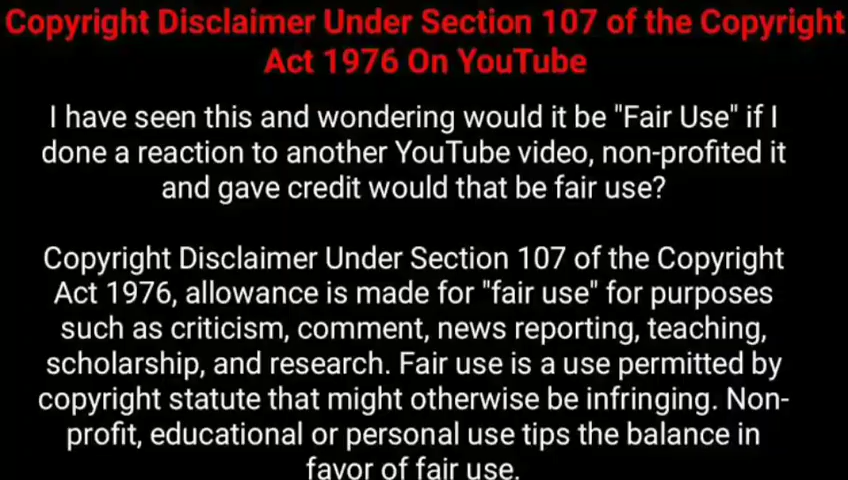 Copyright Disclaimer Under Section 107 of the Copyright
Act 1976 On YouTube
I have seen this and wondering would it be "Fair Use" if I
done a reaction to another YouTube video, non-profited it
and gave credit would that be fair use?
Copyright Disclaimer Under Section 107 of the Copyright
Act 1976, allowance is made for "fair use" for purposes
such as criticism, comment, news reporting, teaching,
scholarship, and research. Fair use is a use permitted by
copyright statute that might otherwise be infringing. Non-
profit, educational or personal use tips the balance in
favor of fair use.